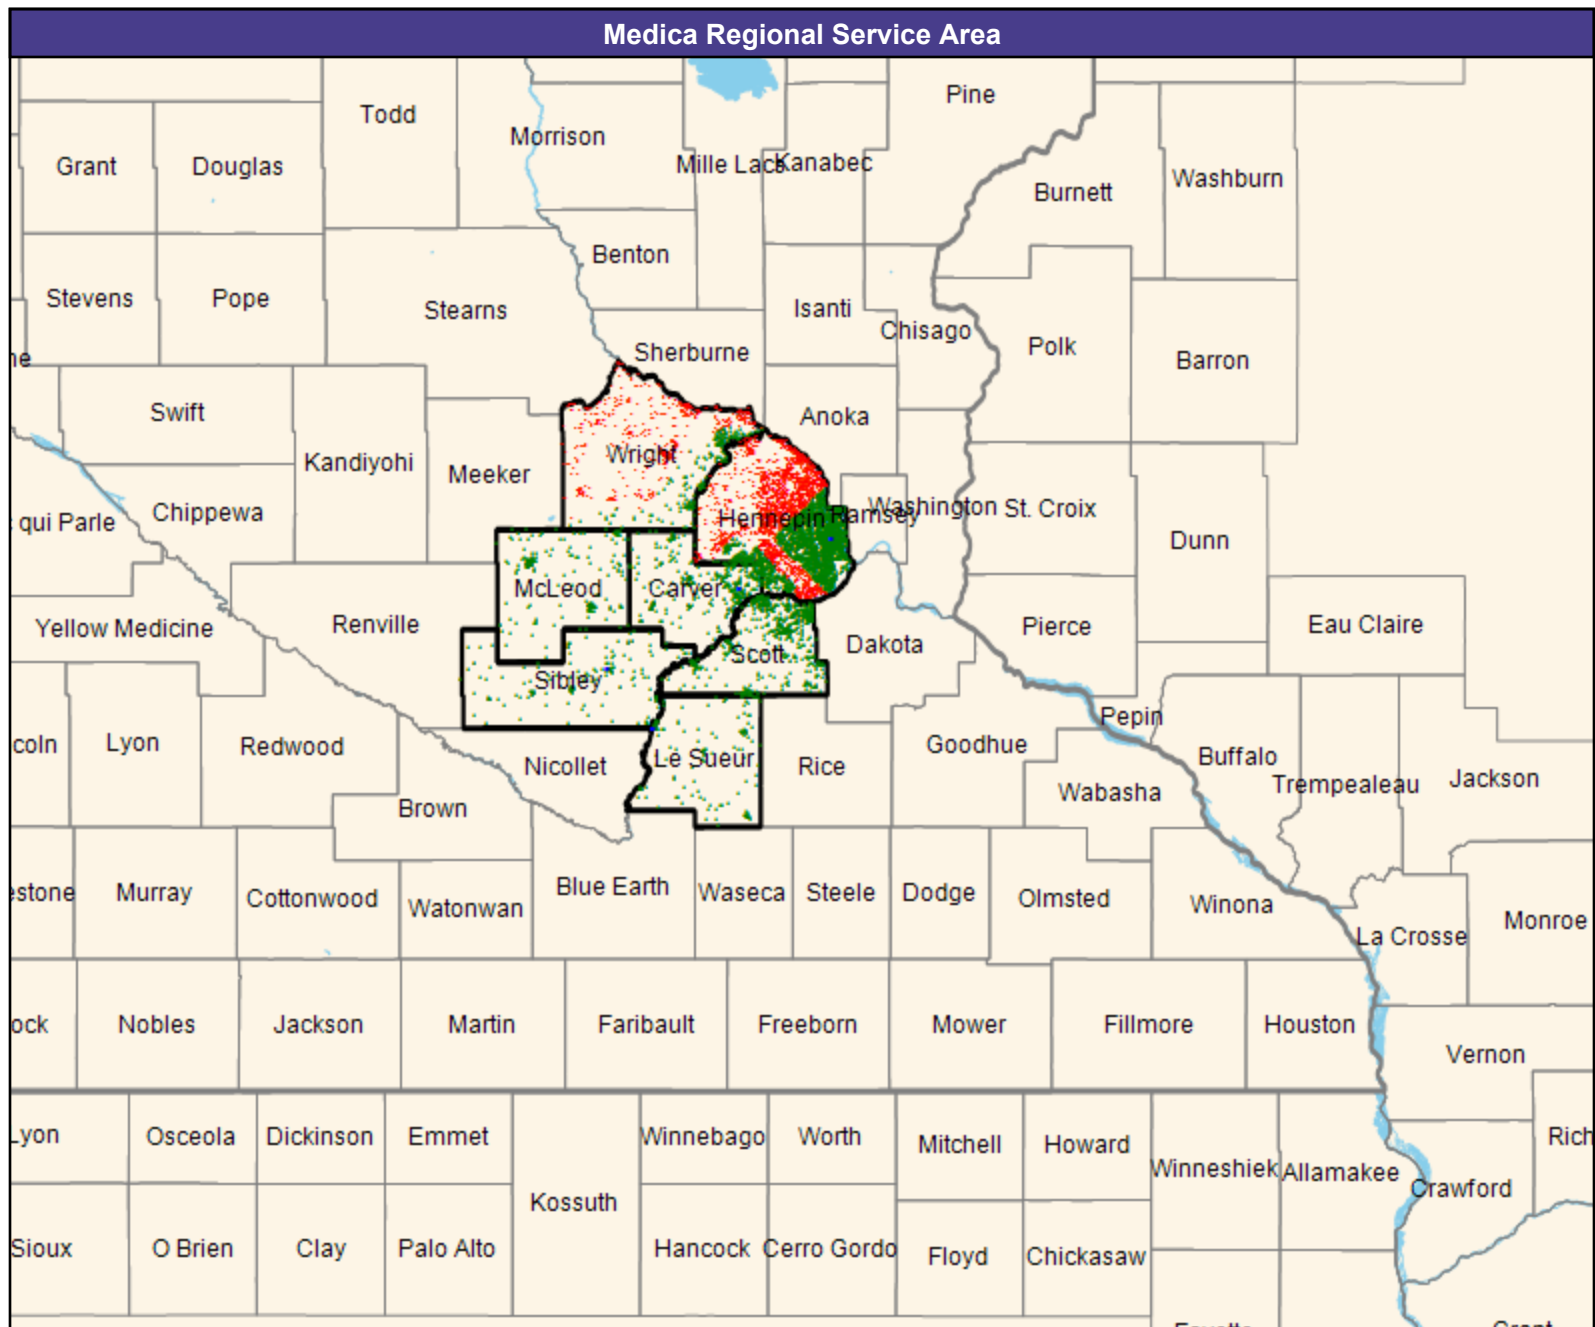 Medica Regional Service Area
Pine
Todd
Morrison
Mille Lacs
Kanabec
Grant
Douglas
Washburn
Burnett
Benton
Stevens
Pope
Stearns
Isanti
Chisago
Sherburne
Polk
Barron
ne
Swift
Anoka
Wright
Kandiyohi
Meeker
Chippewa
qui Parle
Hennepin
Ramsey
Washington
St. Croix
Dunn
McLeod
Carver
Yellow Medicine
Renville
Pierce
Eau Claire
Scott
Dakota
Sibley
Pepin
coln
Lyon
Redwood
Nicollet
Le Sueur
Rice
Goodhue
Buffalo
Trempealeau
Jackson
Wabasha
Brown
estone
Murray
Cottonwood
Watonwan
Blue Earth
Waseca
Steele
Dodge
Olmsted
Winona
La Crosse
Monroe
ock
Nobles
Jackson
Martin
Faribault
Freeborn
Mower
Fillmore
Houston
Vernon
Lyon
Osceola
Dickinson
Emmet
Winnebago
Worth
Mitchell
Howard
Winneshiek
Allamakee
Crawford
Rich
Kossuth
Sioux
O Brien
Clay
Palo Alto
Hancock
Cerro Gordo
Floyd
Chickasaw